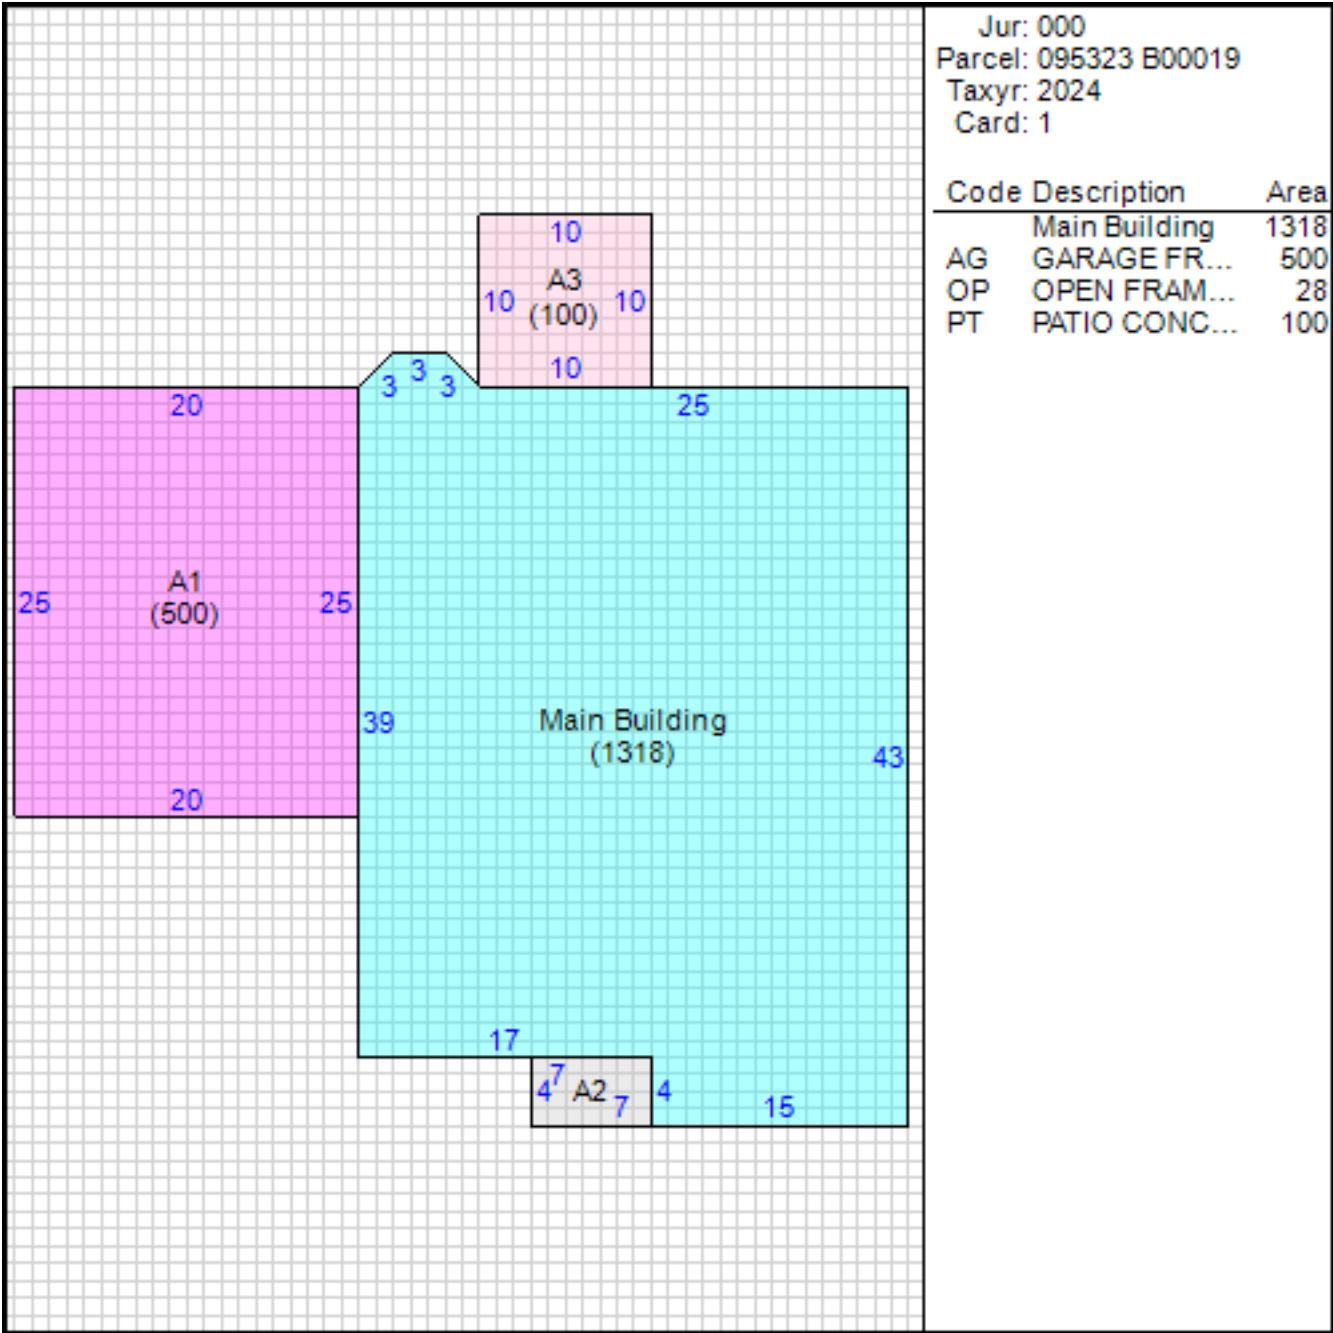 Jur: 000
Parcel: 095323 B00019
Taxyr: 2024
Card: 1
Code Description Area
Main Building 1318
AG GARAGE FR... 500
OP OPEN FRAM... 28
PT PATIO CONC... 100
10
A3
10 (100) 10
10
3 3 3
20
25
A1
(500)
25 25
39
Main Building
(1318)
43
20
17
7
4 A2 7 4
15